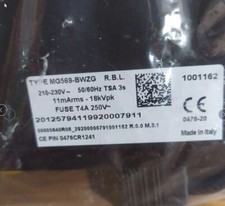 TYPE MG569-BWZG R.B.L. 1001162
210-230V~ 50/60Hz TSA 3s
11mArms - 18kVpk
FUSE T4A 250V~
20125794119920007911
0476-20
CE PIN 0476CR1241 Made in Italy